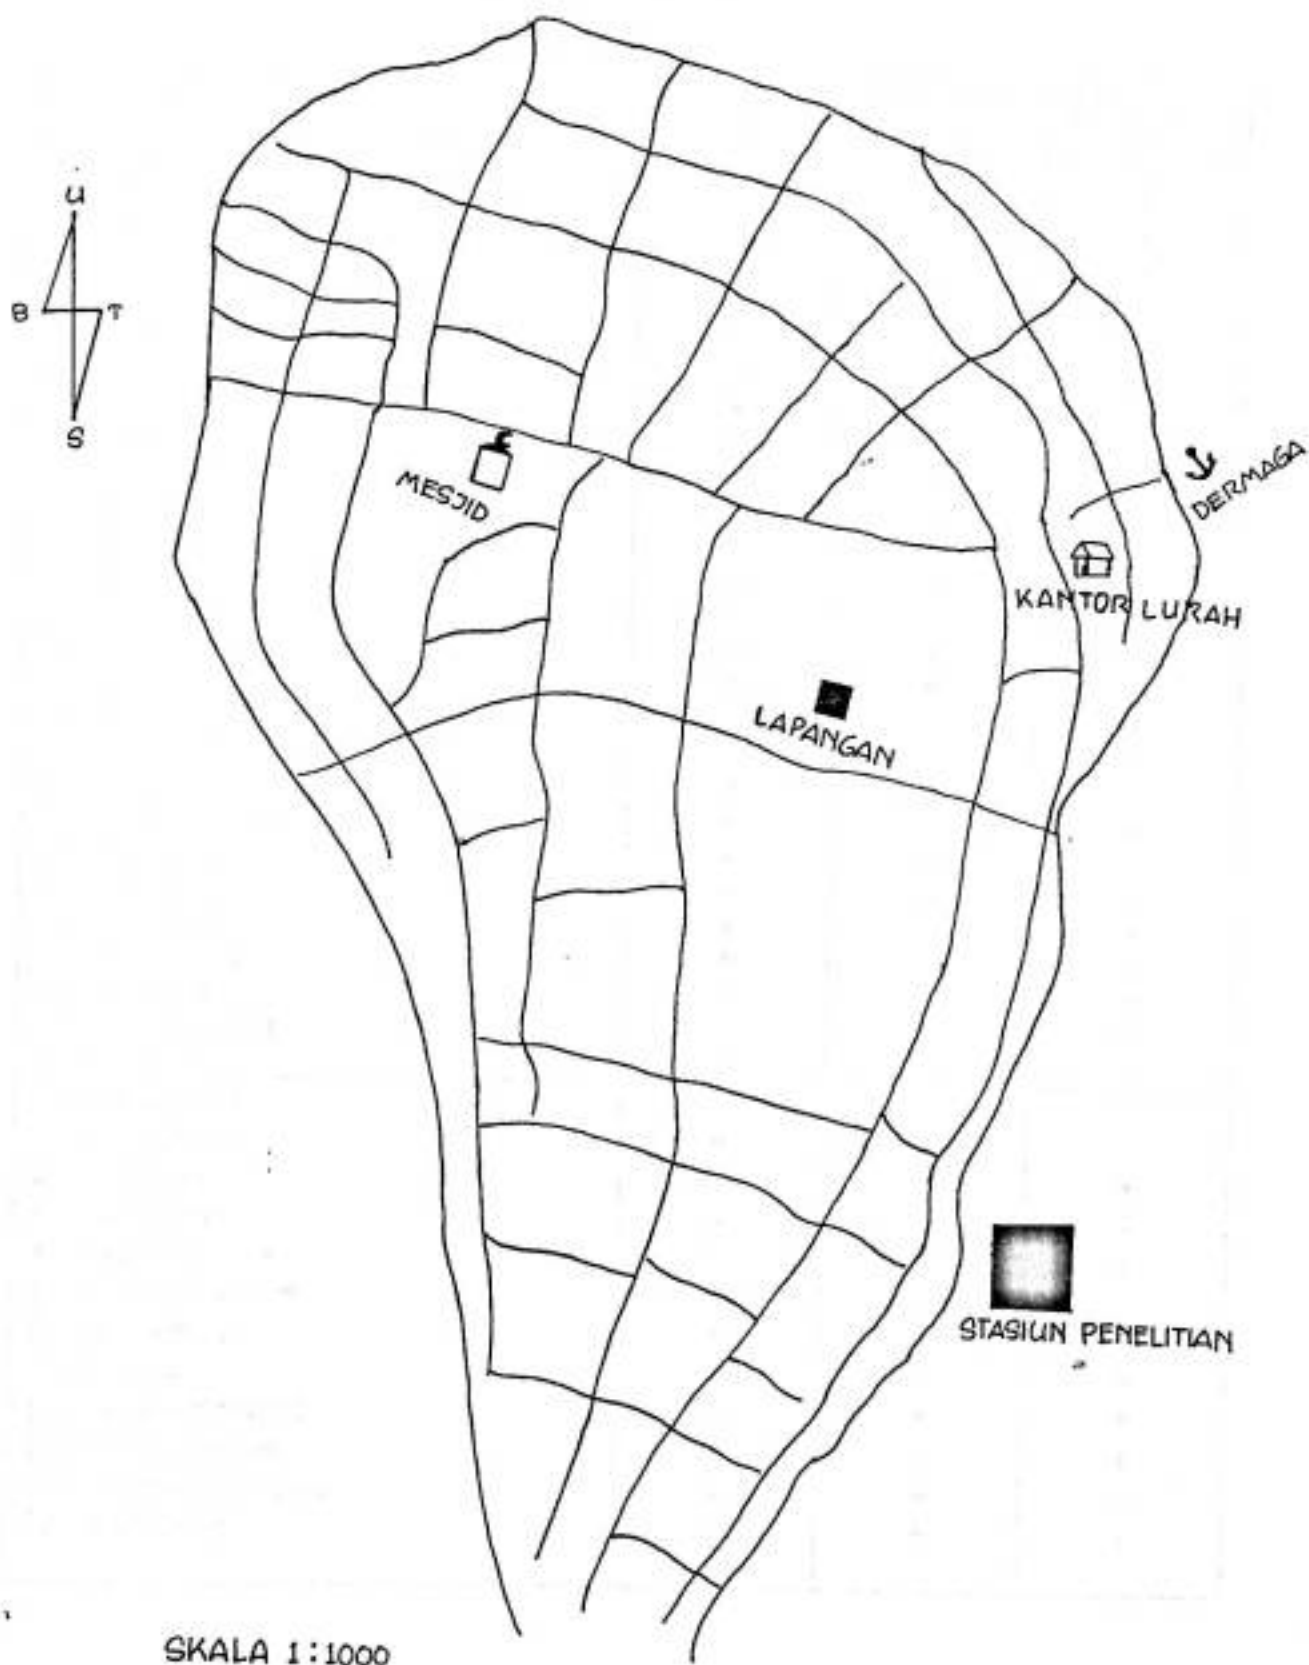 U
B T
S
MESJID
DERMAGA
KANTOR LURAH
LAPANGAN
STASIUN PENELITIAN
SKALA 1:1000